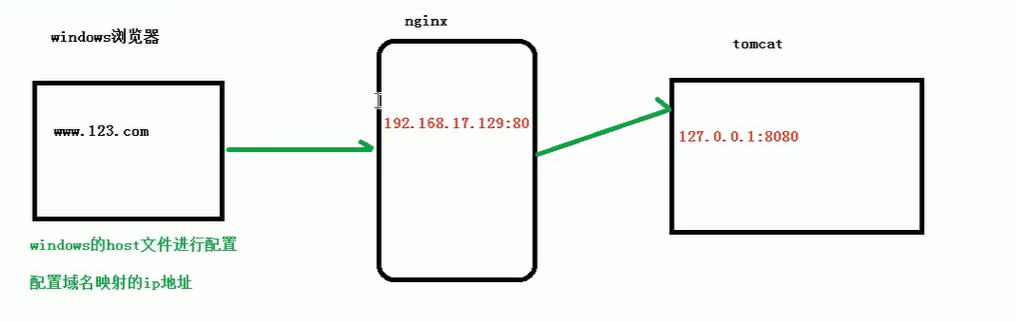 windows浏览器
www.123.com
windows的host文件进行配置
配置域名映射的ip地址
nginx
192.168.17.129:80
tomcat
127.0.0.1:8080